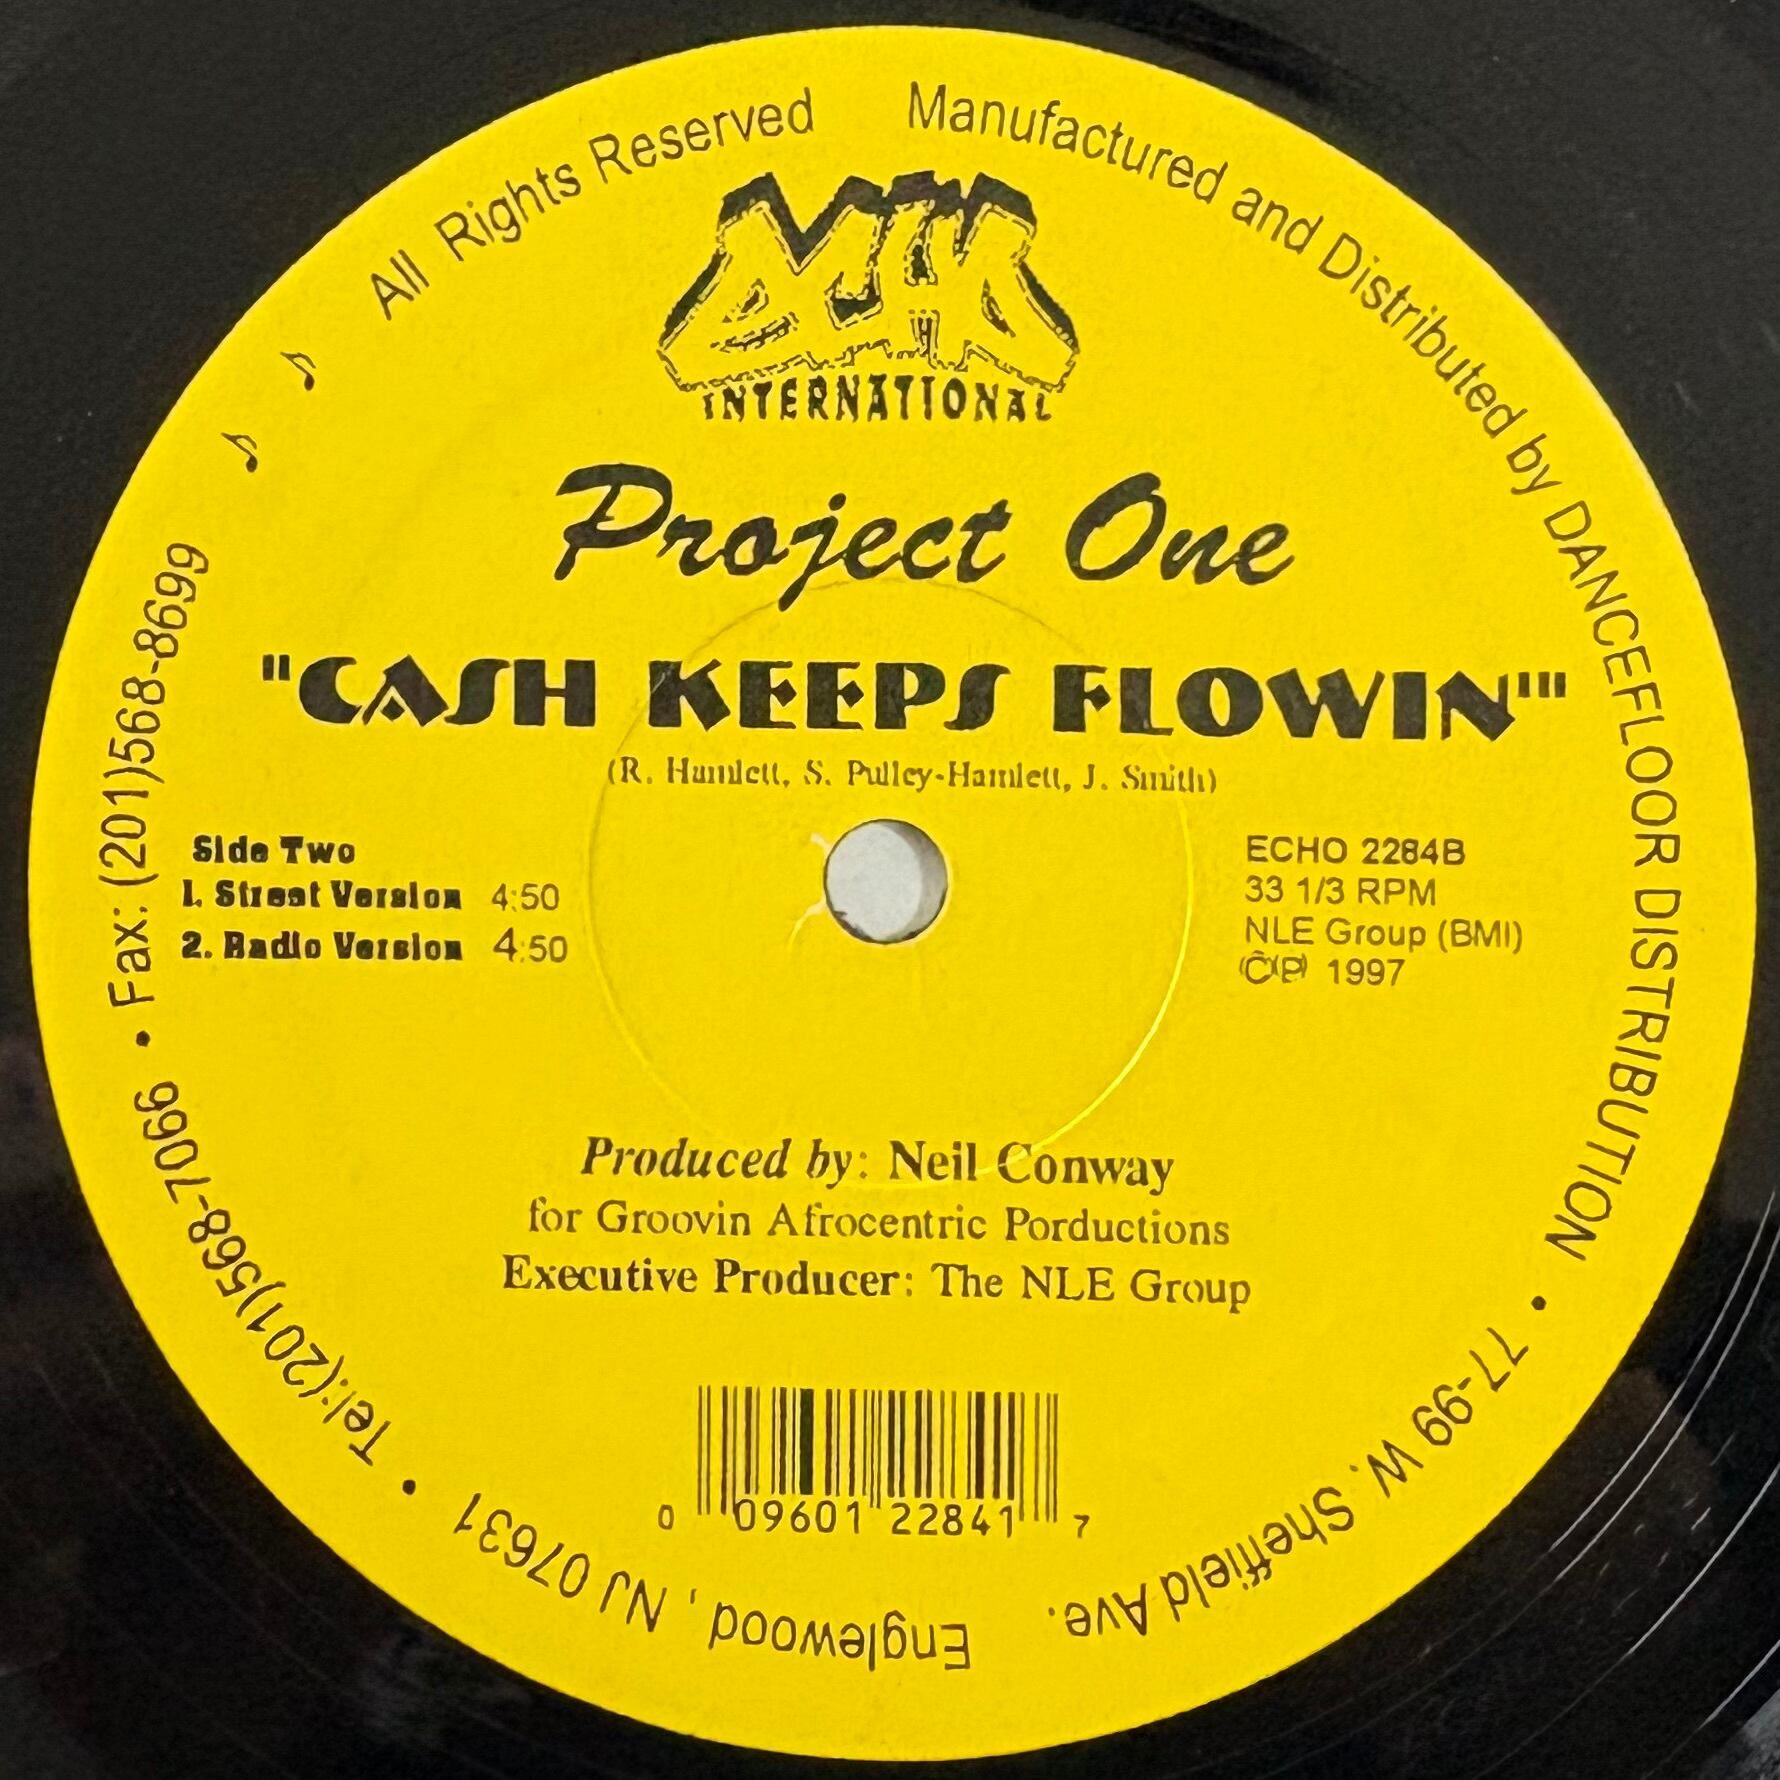 All Rights Reserved
Manufactured and Distributed by DANCEFLOOR DISTRIBUTION • 77-99 W. Sheffield Ave. Englewood, NJ 07631 • Tel:(201)568-7066 • Fax: (201)568-8699
INTERNATIONAL
Project One
"CASH KEEPS FLOWIN'"
(R. Hamlett, S. Pulley-Hamlett, J. Smith)
Side Two
1. Street Version 4:50
2. Radio Version 4:50
ECHO 2284B
33 1/3 RPM
NLE Group (BMI)
(C)(P) 1997
Produced by: Neil Conway
for Groovin Afrocentric Porductions
Executive Producer: The NLE Group
0 09601 22841 7